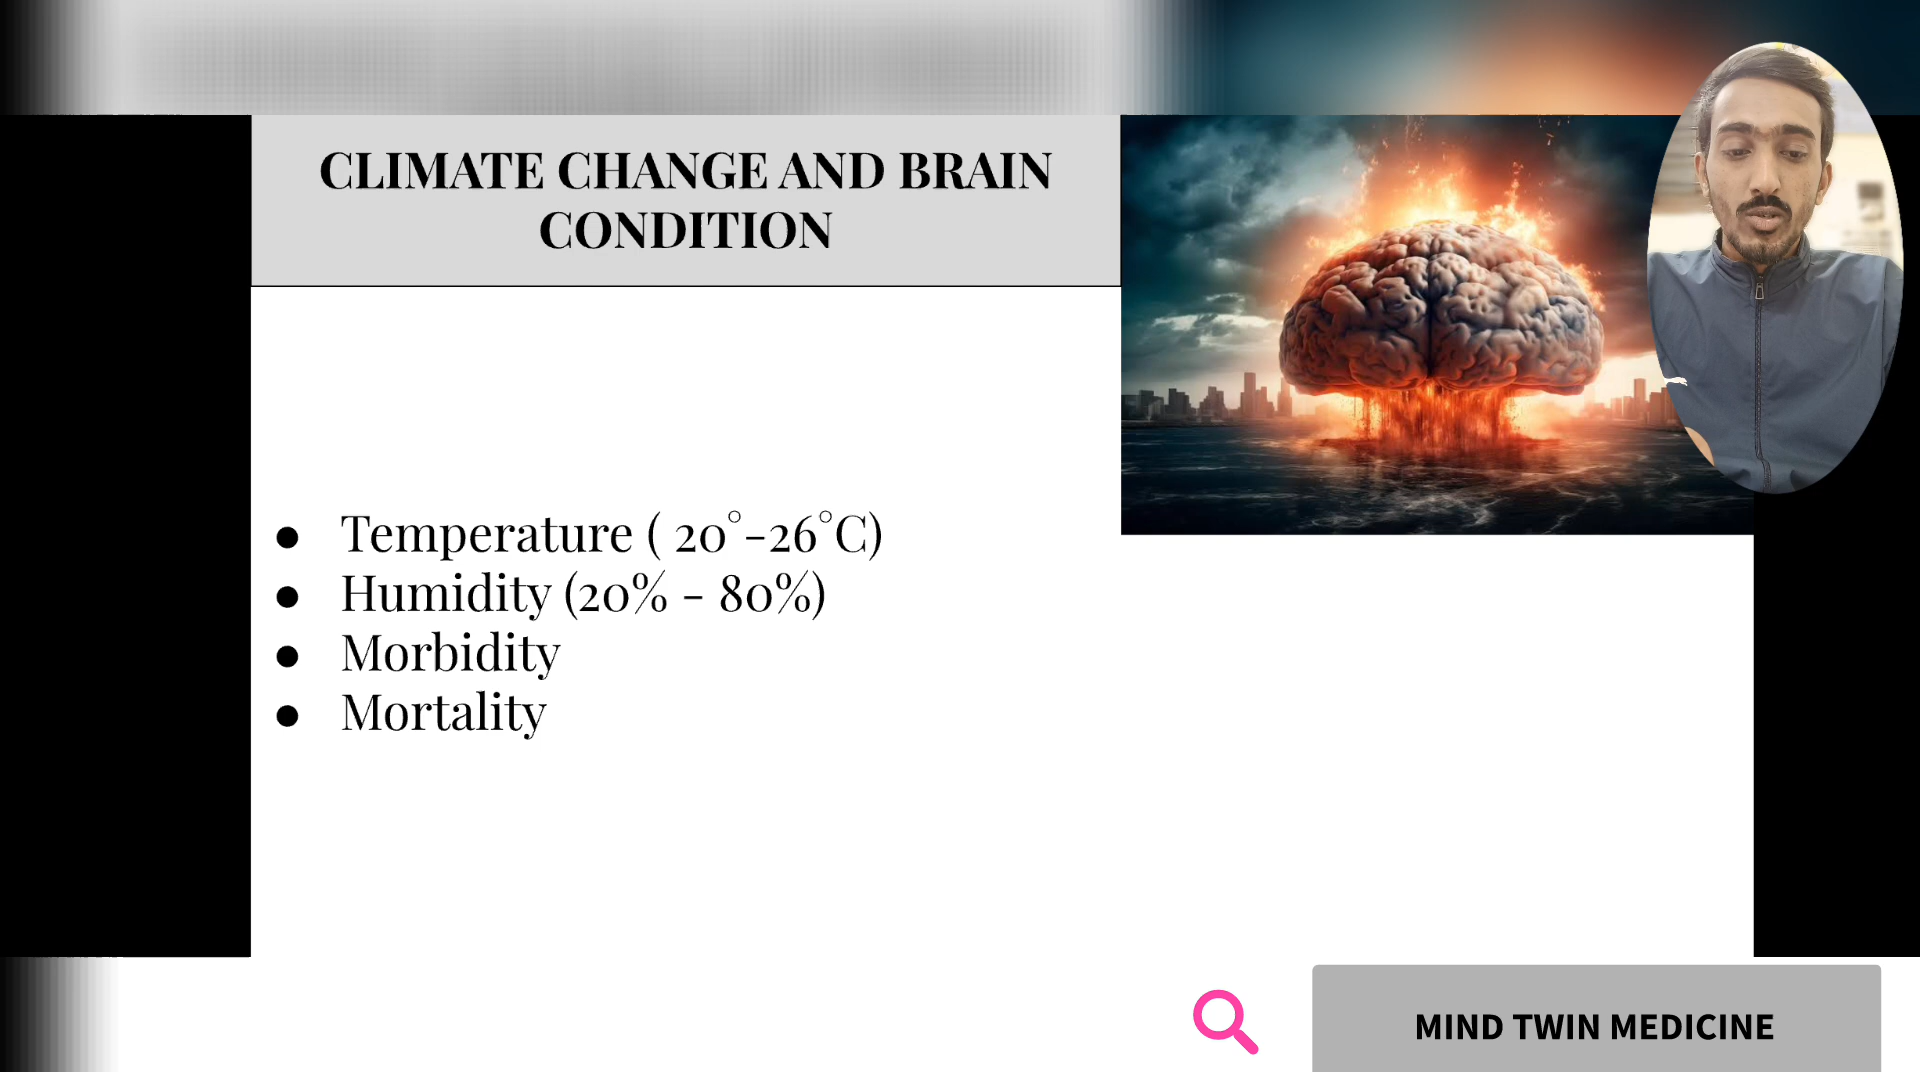 CLIMATE CHANGE AND BRAIN
CONDITION
● Temperature ( 20°-26°C)
● Humidity (20% - 80%)
● Morbidity
● Mortality
MIND TWIN MEDICINE